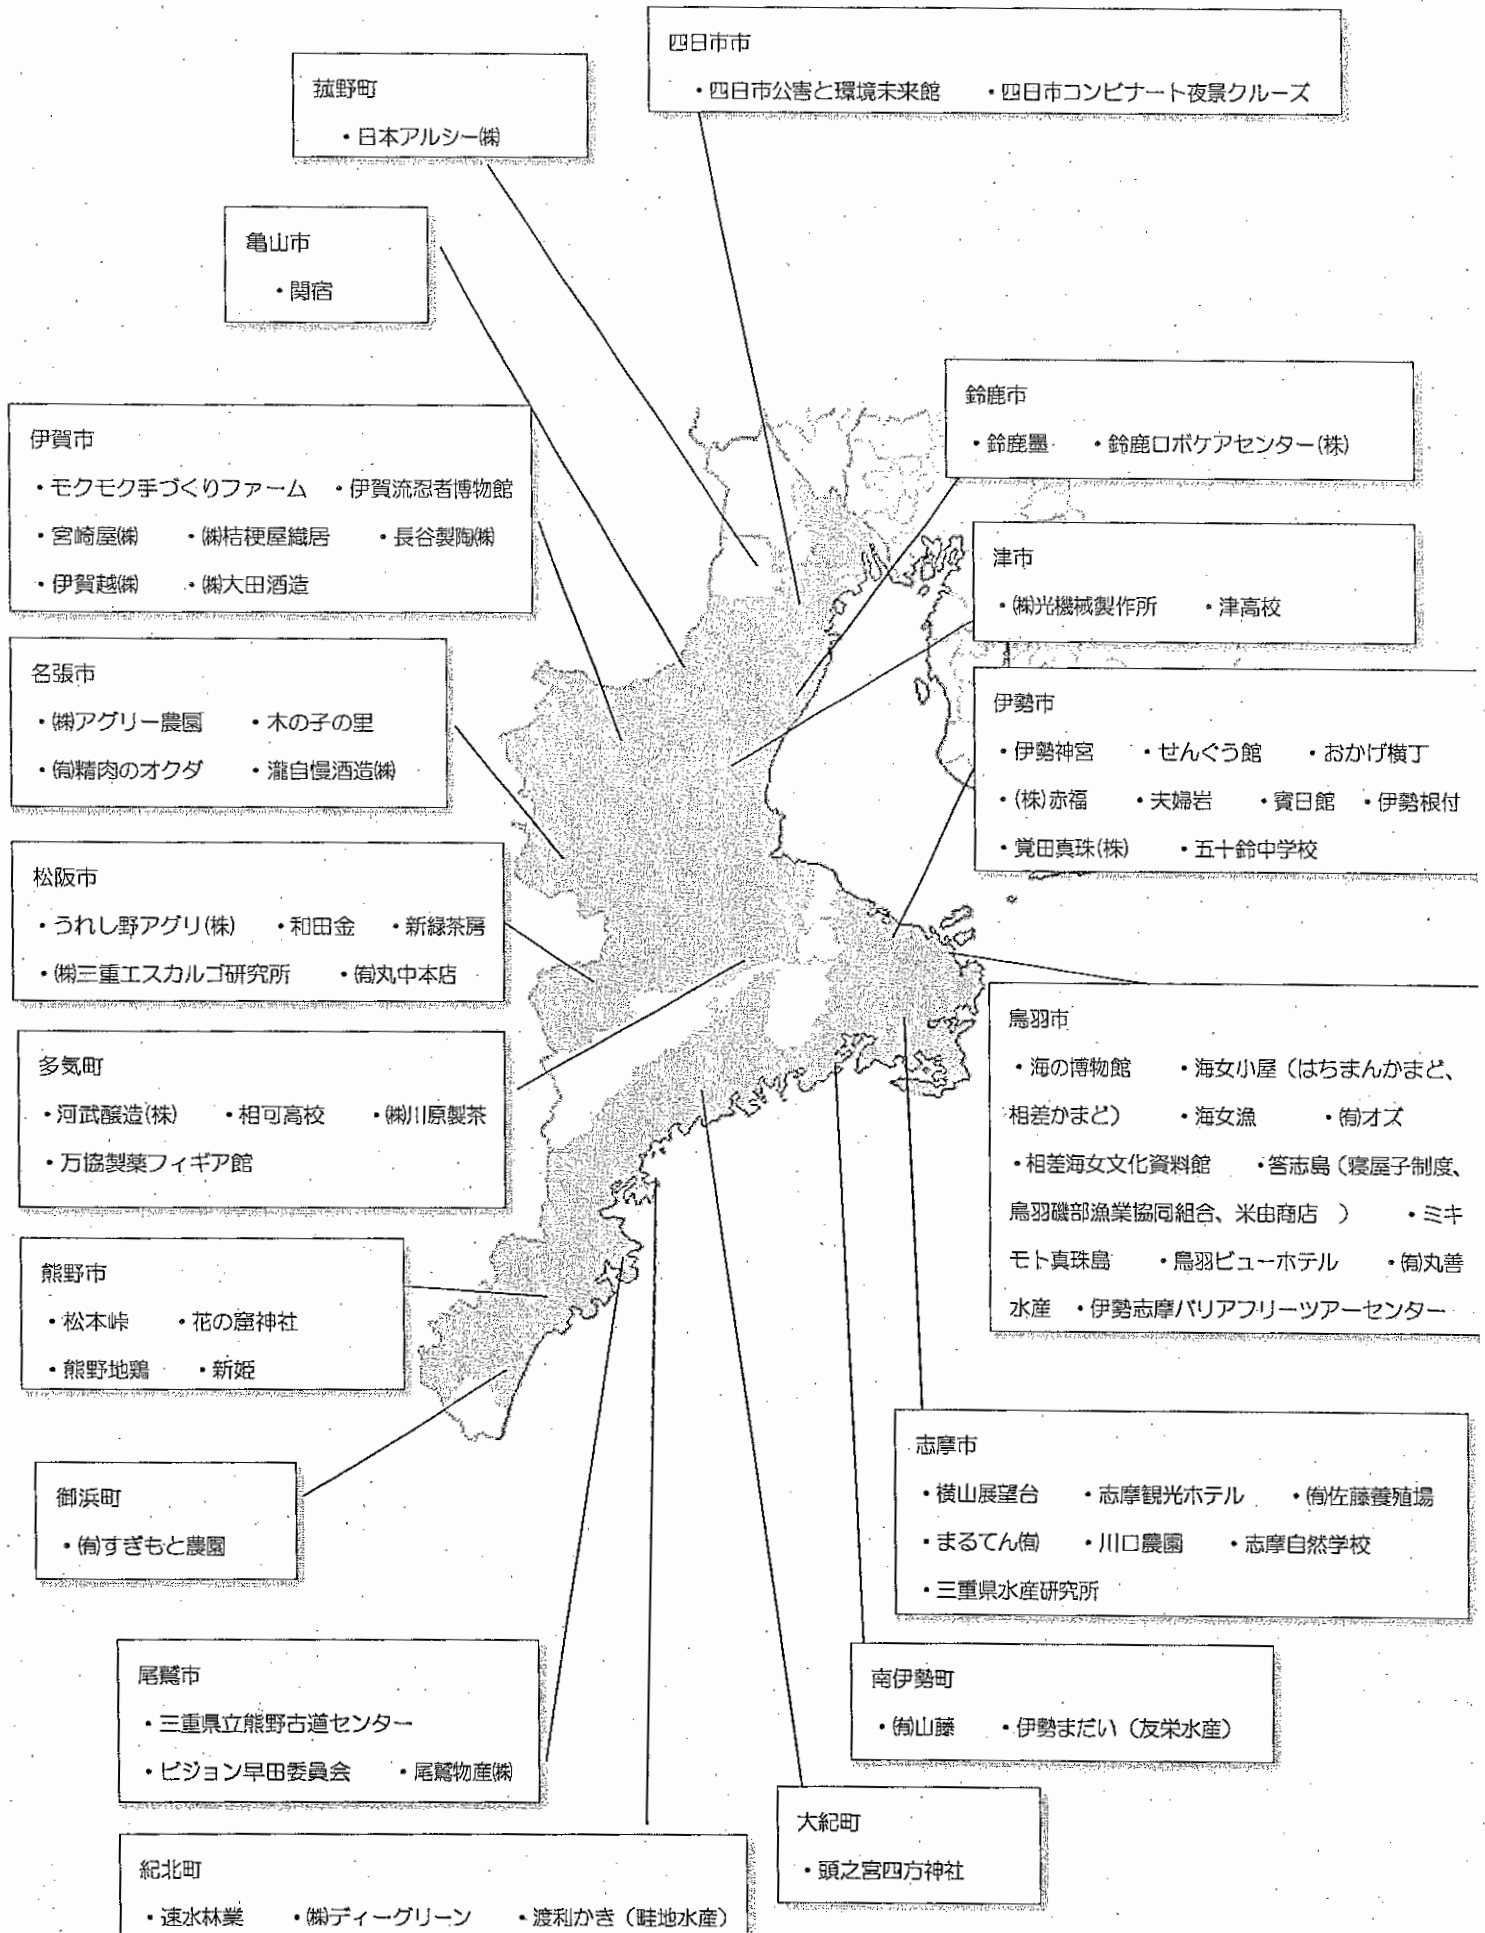 四日市市
・四日市公害と環境未来館 ・四日市コンビナート夜景クルーズ
菰野町
・日本アルシー㈱
亀山市
・関宿
鈴鹿市
・鈴鹿墨 ・鈴鹿ロボケアセンター(株)
伊賀市
・モクモク手づくりファーム ・伊賀流忍者博物館
・宮崎屋㈱ ・㈱桔梗屋織居 ・長谷製陶㈱
・伊賀越㈱ ・㈱大田酒造
津市
・㈱光機械製作所 ・津高校
名張市
・㈱アグリー農園 ・木の子の里
・㈲精肉のオクダ ・瀧自慢酒造㈱
伊勢市
・伊勢神宮 ・せんぐう館 ・おかげ横丁
・(株)赤福 ・夫婦岩 ・賓日館 ・伊勢根付
・覚田真珠(株) ・五十鈴中学校
松阪市
・うれし野アグリ(株) ・和田金 ・新緑茶房
・㈱三重エスカルゴ研究所 ・㈲丸中本店
鳥羽市
・海の博物館 ・海女小屋（はちまんかまど、
相差かまど） ・海女漁 ・㈲オズ
・相差海女文化資料館 ・答志島（寝屋子制度、
鳥羽磯部漁業協同組合、米由商店 ） ・ミキ
モト真珠島 ・鳥羽ビューホテル ・㈲丸善
水産 ・伊勢志摩バリアフリーツアーセンター
多気町
・河武醸造(株) ・相可高校 ・㈱川原製茶
・万協製薬フィギア館
熊野市
・松本峠 ・花の窟神社
・熊野地鶏 ・新姫
志摩市
・横山展望台 ・志摩観光ホテル ・㈲佐藤養殖場
・まるてん㈲ ・川口農園 ・志摩自然学校
・三重県水産研究所
御浜町
・㈲すぎもと農園
尾鷲市
・三重県立熊野古道センター
・ビジョン早田委員会 ・尾鷲物産㈱
南伊勢町
・㈲山藤 ・伊勢まだい（友栄水産）
大紀町
・頭之宮四方神社
紀北町
・速水林業 ・㈱ディーグリーン ・渡利かき（畦地水産）